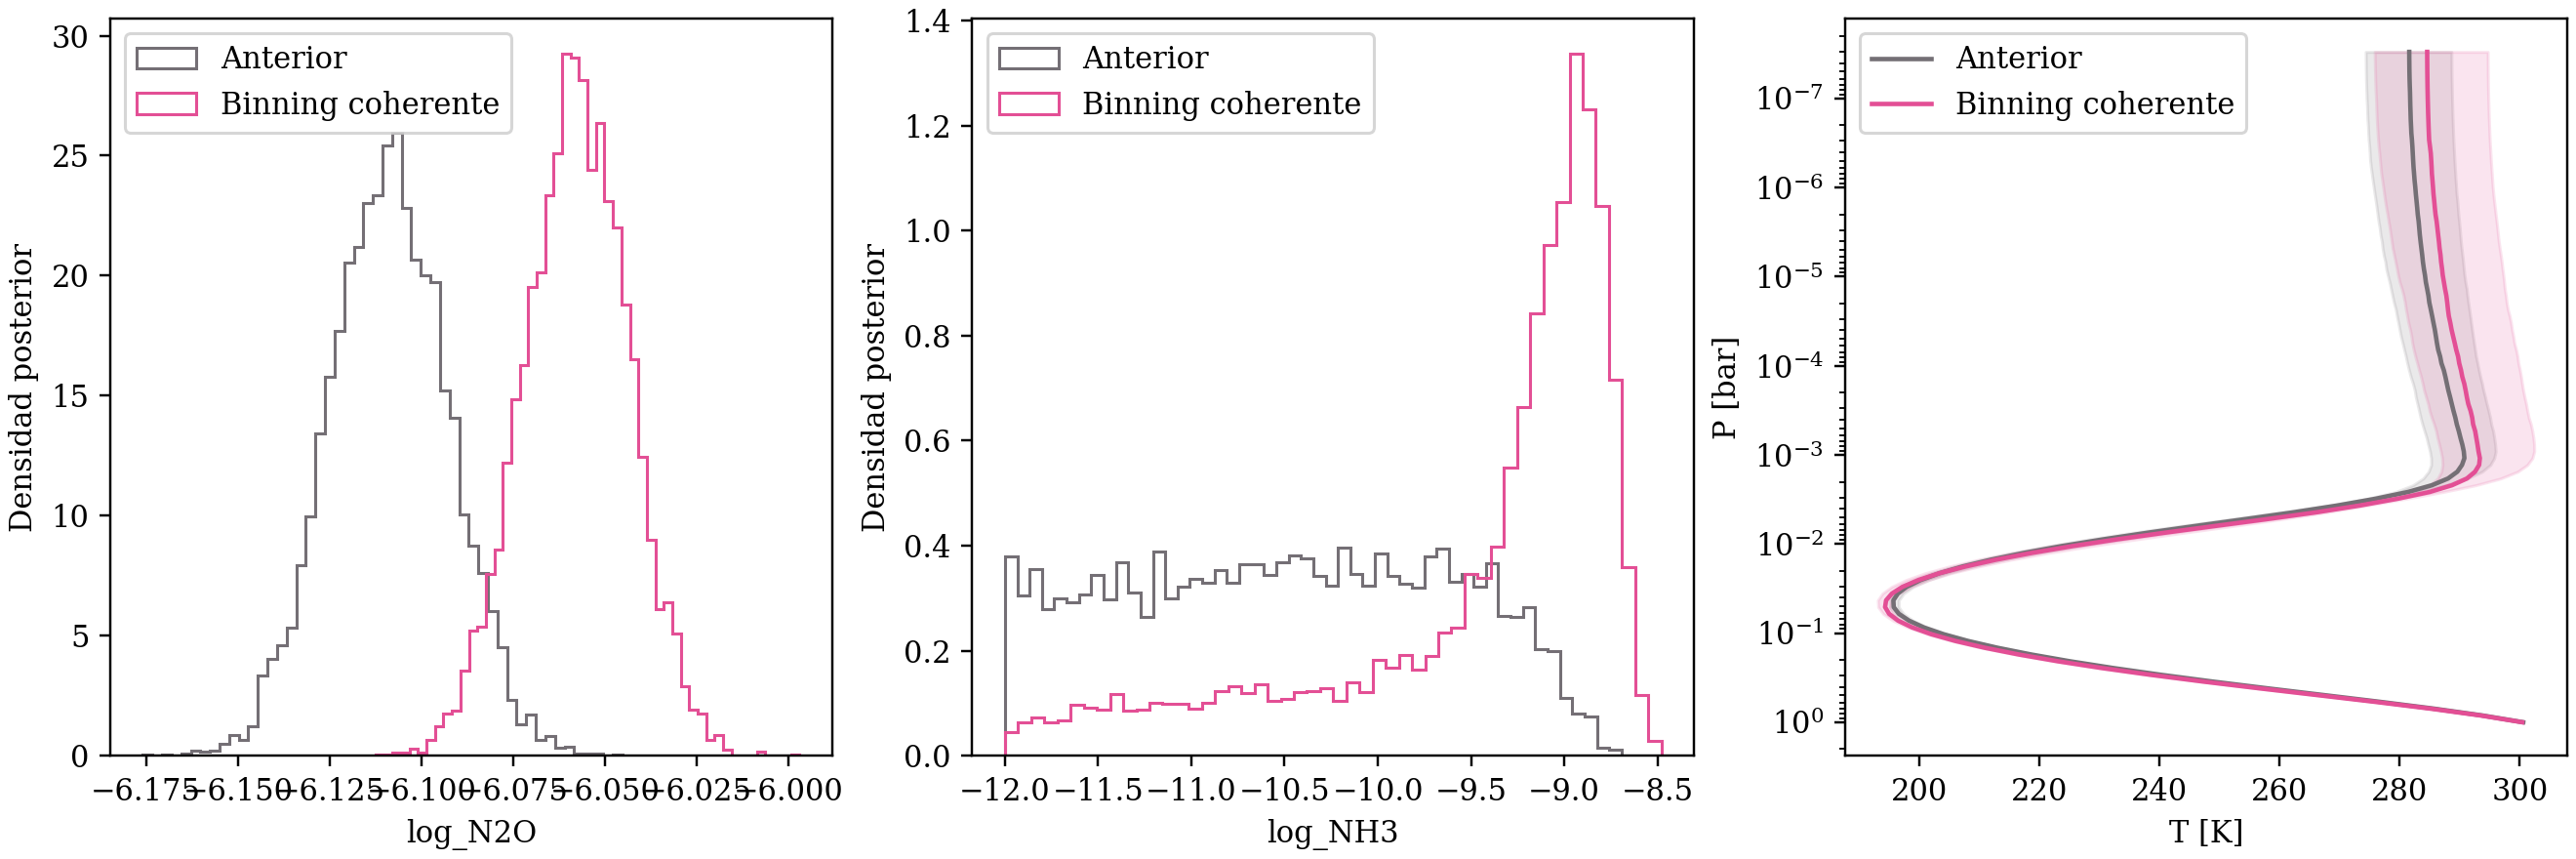 Densidad posterior
30
25
20
15
10
5
0
Anterior
Binning coherente
−6.175 −6.150 −6.125 −6.100 −6.075 −6.050 −6.025 −6.000
log_N2O
Densidad posterior
1.4
1.2
1.0
0.8
0.6
0.4
0.2
0.0
Anterior
Binning coherente
−12.0 −11.5 −11.0 −10.5 −10.0 −9.5 −9.0 −8.5
log_NH3
P [bar]
10⁻⁷
10⁻⁶
10⁻⁵
10⁻⁴
10⁻³
10⁻²
10⁻¹
10⁰
Anterior
Binning coherente
200 220 240 260 280 300
T [K]